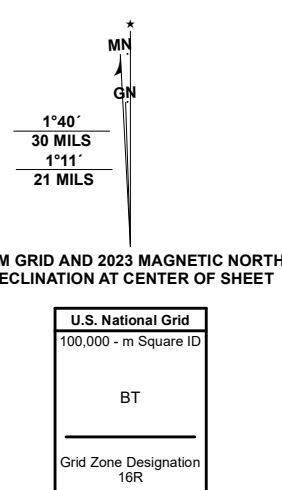 ★
MN
GN
1°40´
30 MILS
1°11´
21 MILS
M GRID AND 2023 MAGNETIC NORTH
ECLINATION AT CENTER OF SHEET
U.S. National Grid
100,000 - m Square ID
BT
Grid Zone Designation
16R